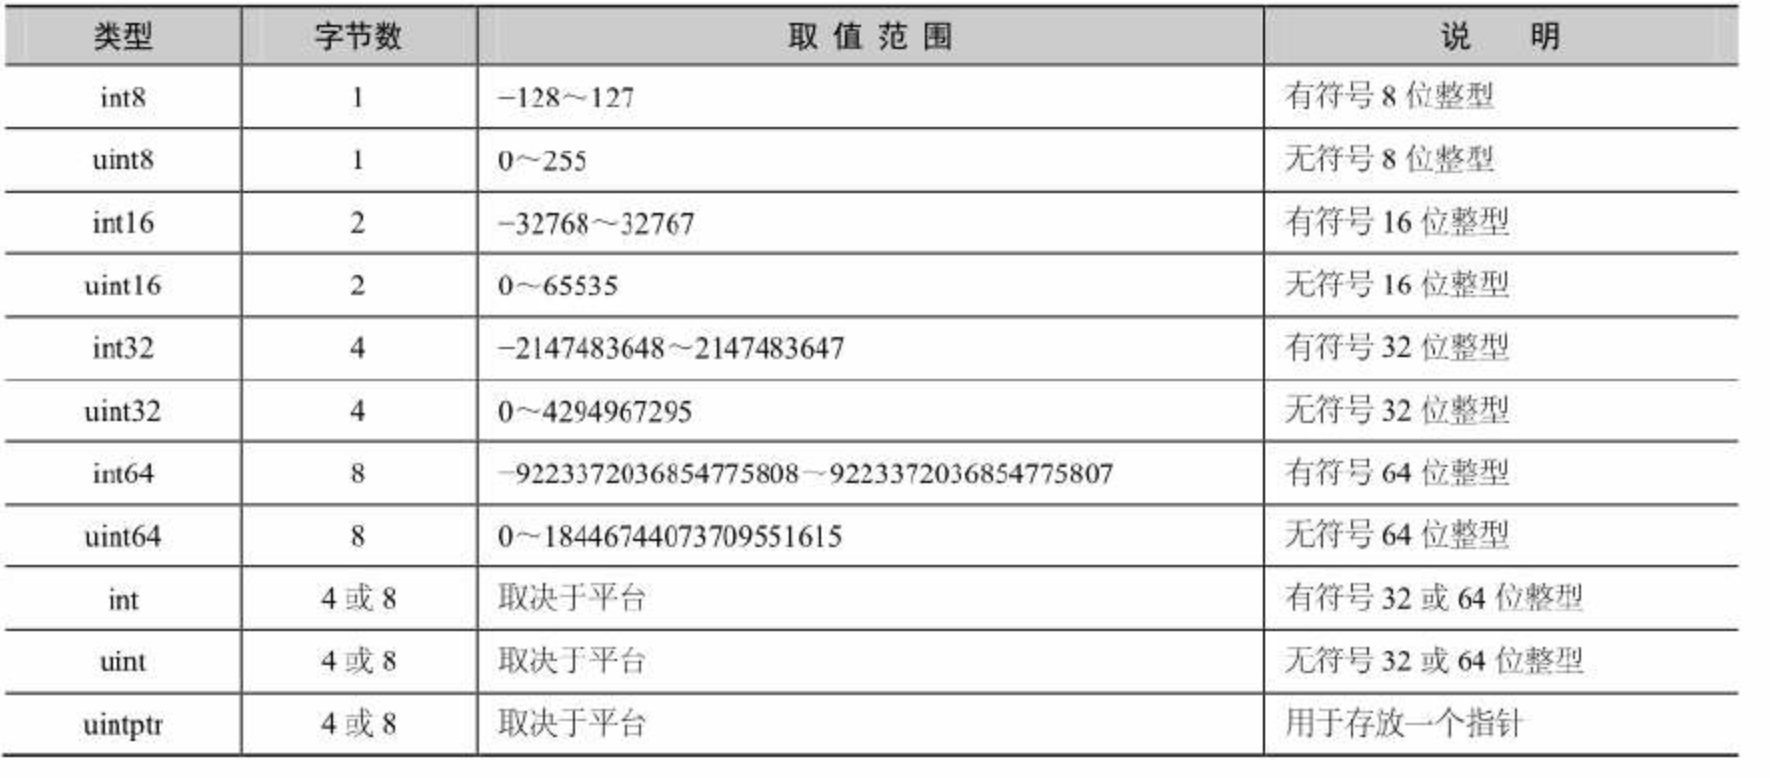 类型 字节数 取值范围 说 明
int8 1 −128～127 有符号 8 位整型
uint8 1 0～255 无符号 8 位整型
int16 2 −32768～32767 有符号 16 位整型
uint16 2 0～65535 无符号 16 位整型
int32 4 −2147483648～2147483647 有符号 32 位整型
uint32 4 0～4294967295 无符号 32 位整型
int64 8 −9223372036854775808～9223372036854775807 有符号 64 位整型
uint64 8 0～18446744073709551615 无符号 64 位整型
int 4 或 8 取决于平台 有符号 32 或 64 位整型
uint 4 或 8 取决于平台 无符号 32 或 64 位整型
uintptr 4 或 8 取决于平台 用于存放一个指针